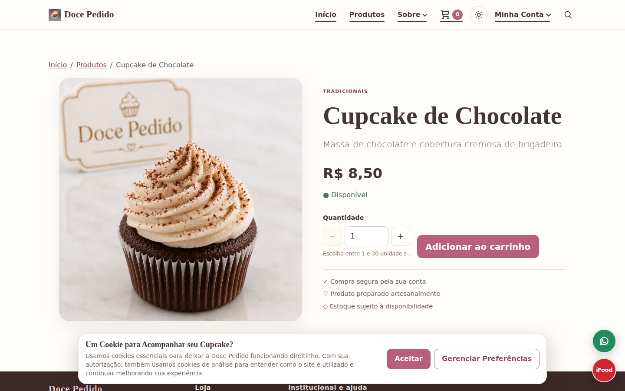 Doce Pedido
Início
Produtos
Sobre
0
Minha Conta
Início / Produtos / Cupcake de Chocolate
Doce Pedido
TRADICIONAIS
Cupcake de Chocolate
Massa de chocolate e cobertura cremosa de brigadeiro
R$ 8,50
Disponível
Quantidade
− 1 +
Adicionar ao carrinho
Escolha entre 1 e 30 unidades.
✓ Compra segura pela sua conta
♡ Produto preparado artesanalmente
◇ Estoque sujeito à disponibilidade
Um Cookie para Acompanhar seu Cupcake?
Usamos cookies essenciais para deixar a Doce Pedido funcionando direitinho. Com sua
autorização, também usamos cookies de análise para entender como o site é utilizado e
continuar melhorando sua experiência.
Aceitar
Gerenciar Preferências
iFood
Doce Pedido
Loja
Institucional e ajuda